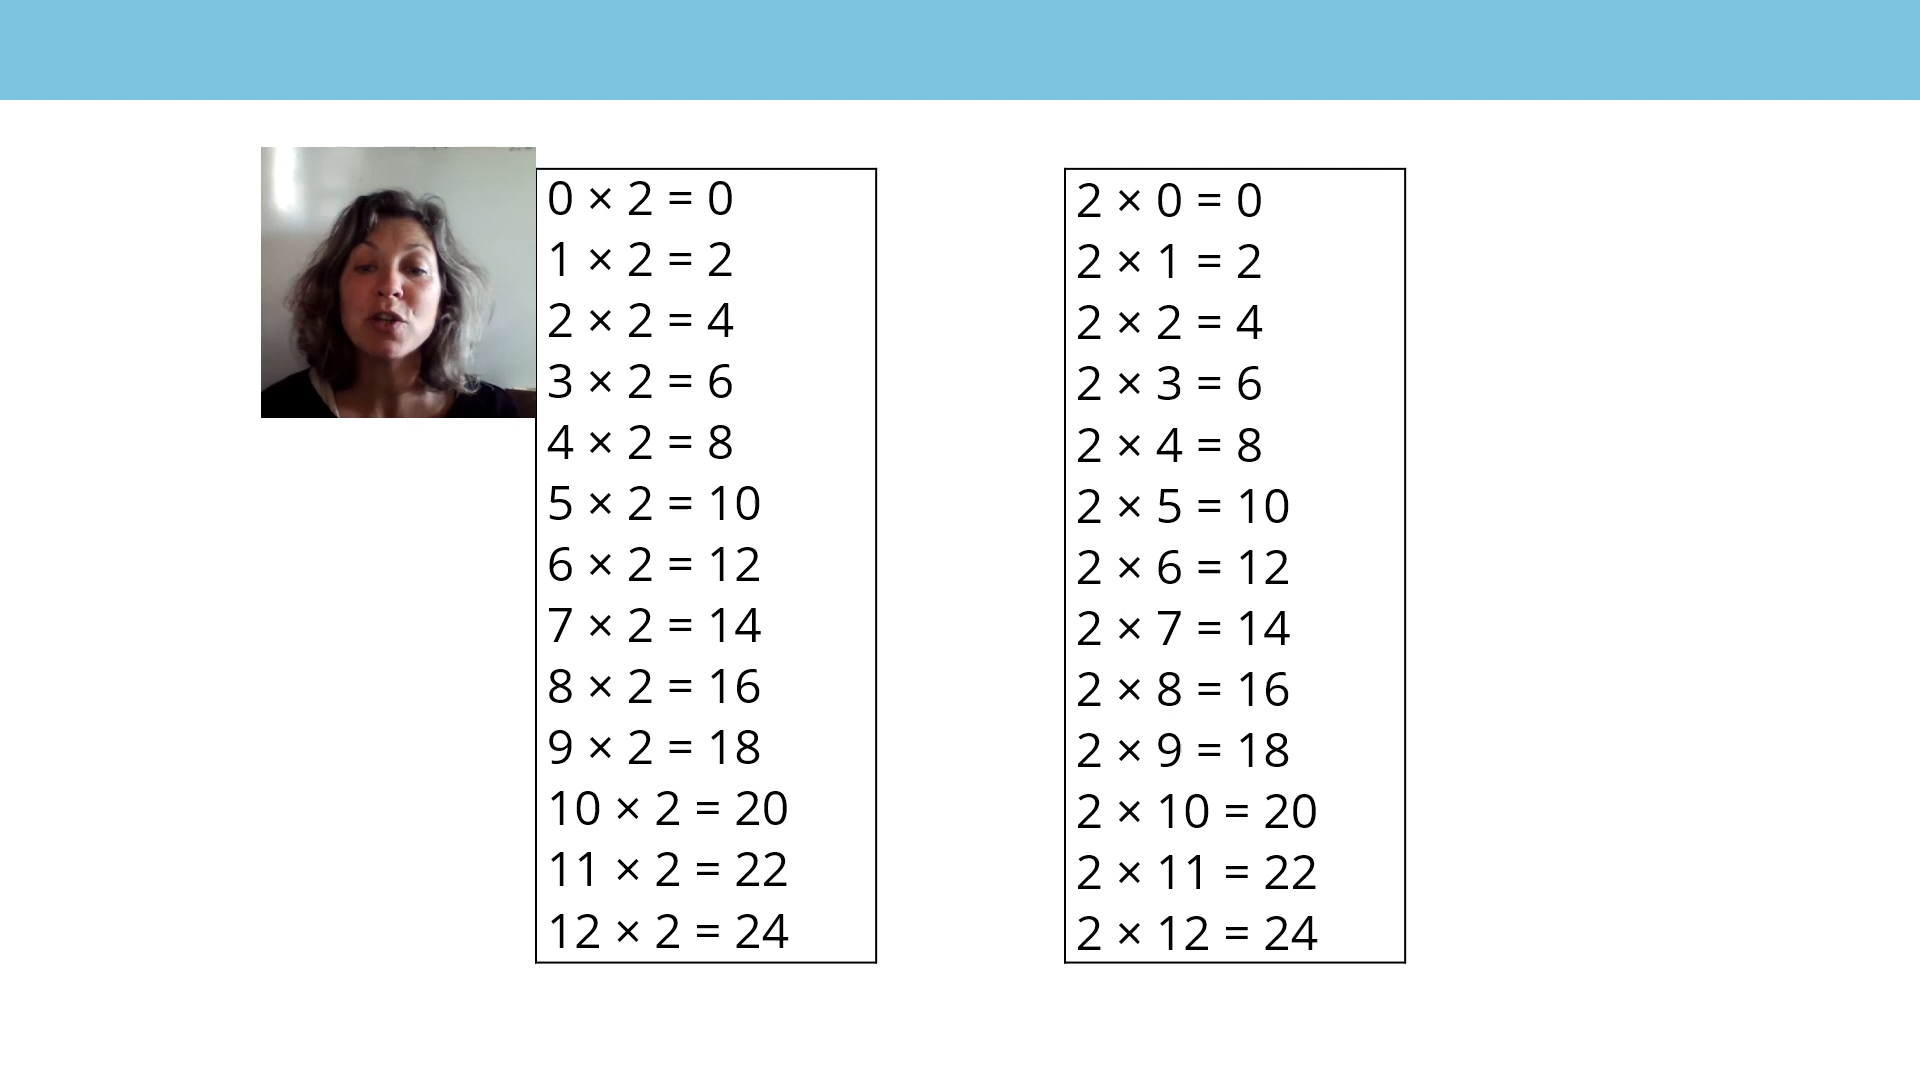 0 × 2 = 0
1 × 2 = 2
2 × 2 = 4
3 × 2 = 6
4 × 2 = 8
5 × 2 = 10
6 × 2 = 12
7 × 2 = 14
8 × 2 = 16
9 × 2 = 18
10 × 2 = 20
11 × 2 = 22
12 × 2 = 24
2 × 0 = 0
2 × 1 = 2
2 × 2 = 4
2 × 3 = 6
2 × 4 = 8
2 × 5 = 10
2 × 6 = 12
2 × 7 = 14
2 × 8 = 16
2 × 9 = 18
2 × 10 = 20
2 × 11 = 22
2 × 12 = 24